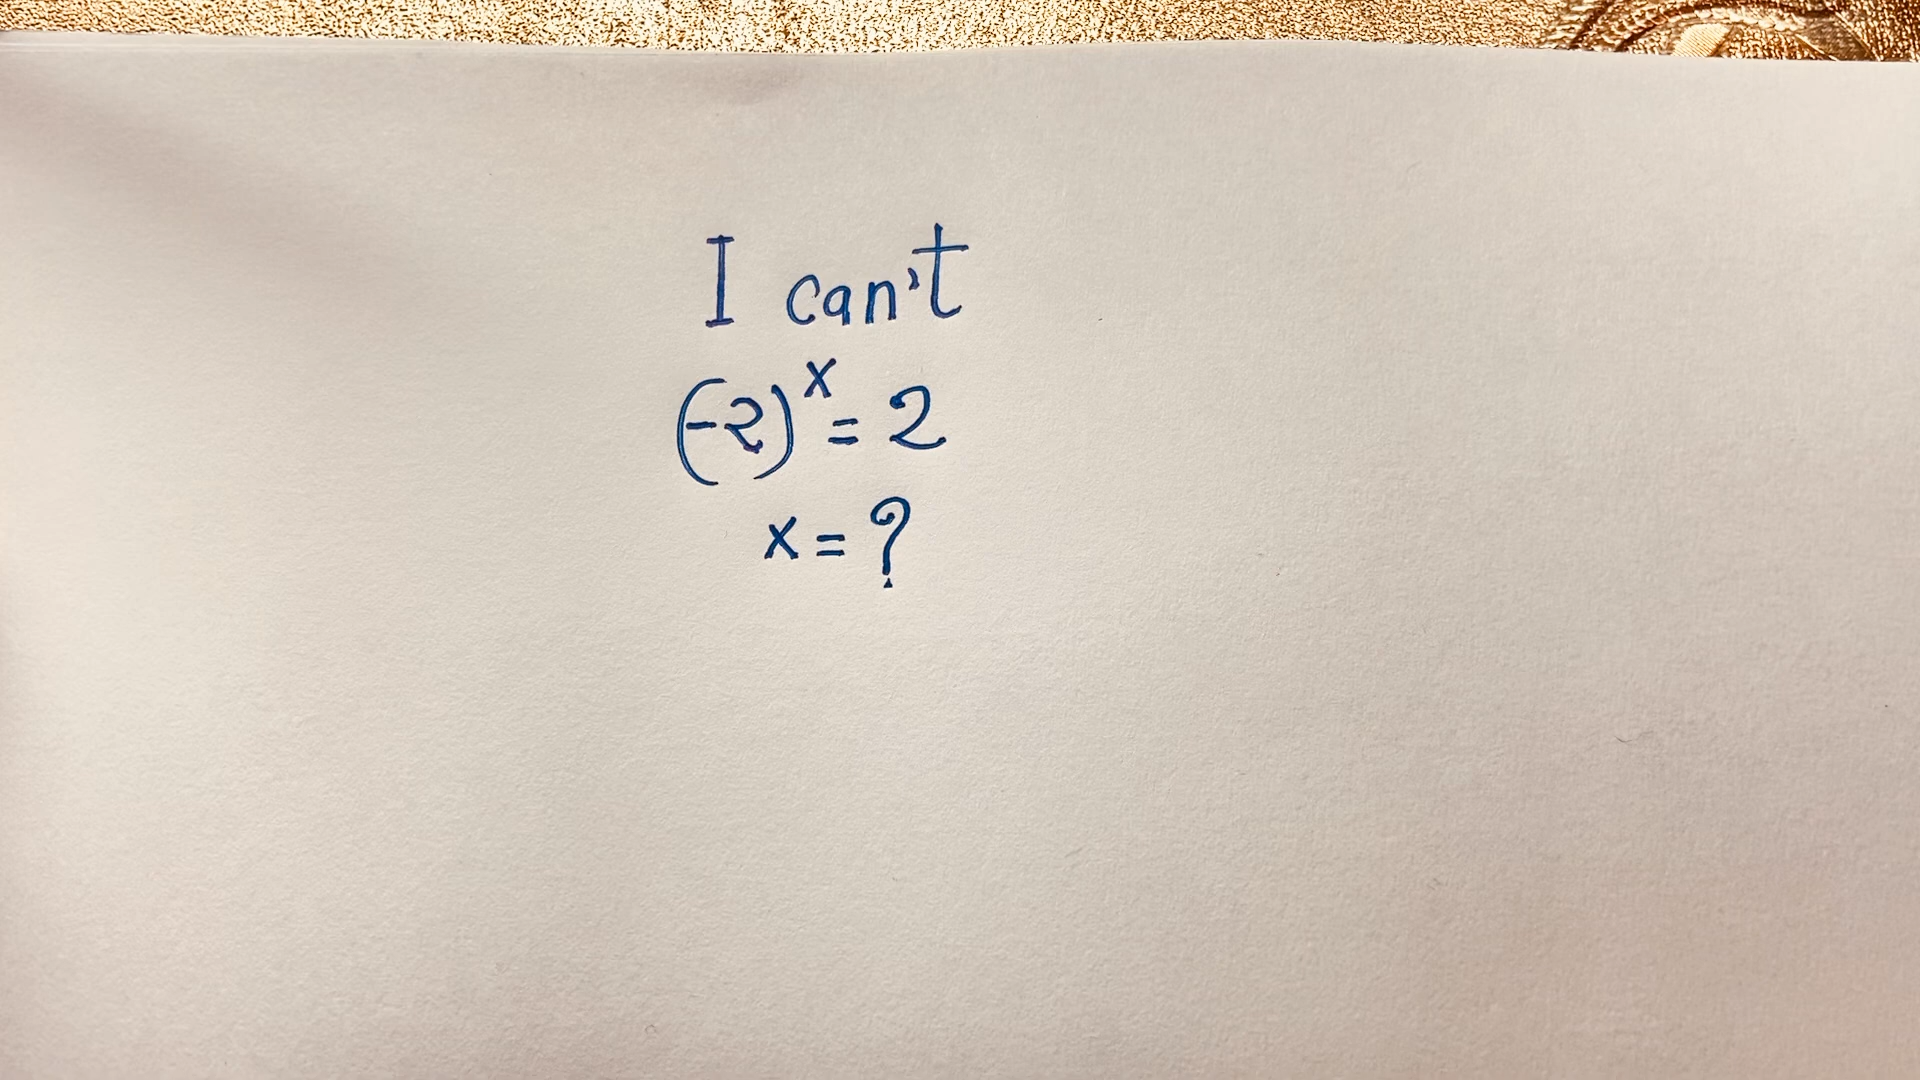 I can't
(-2)^x = 2
x = ?